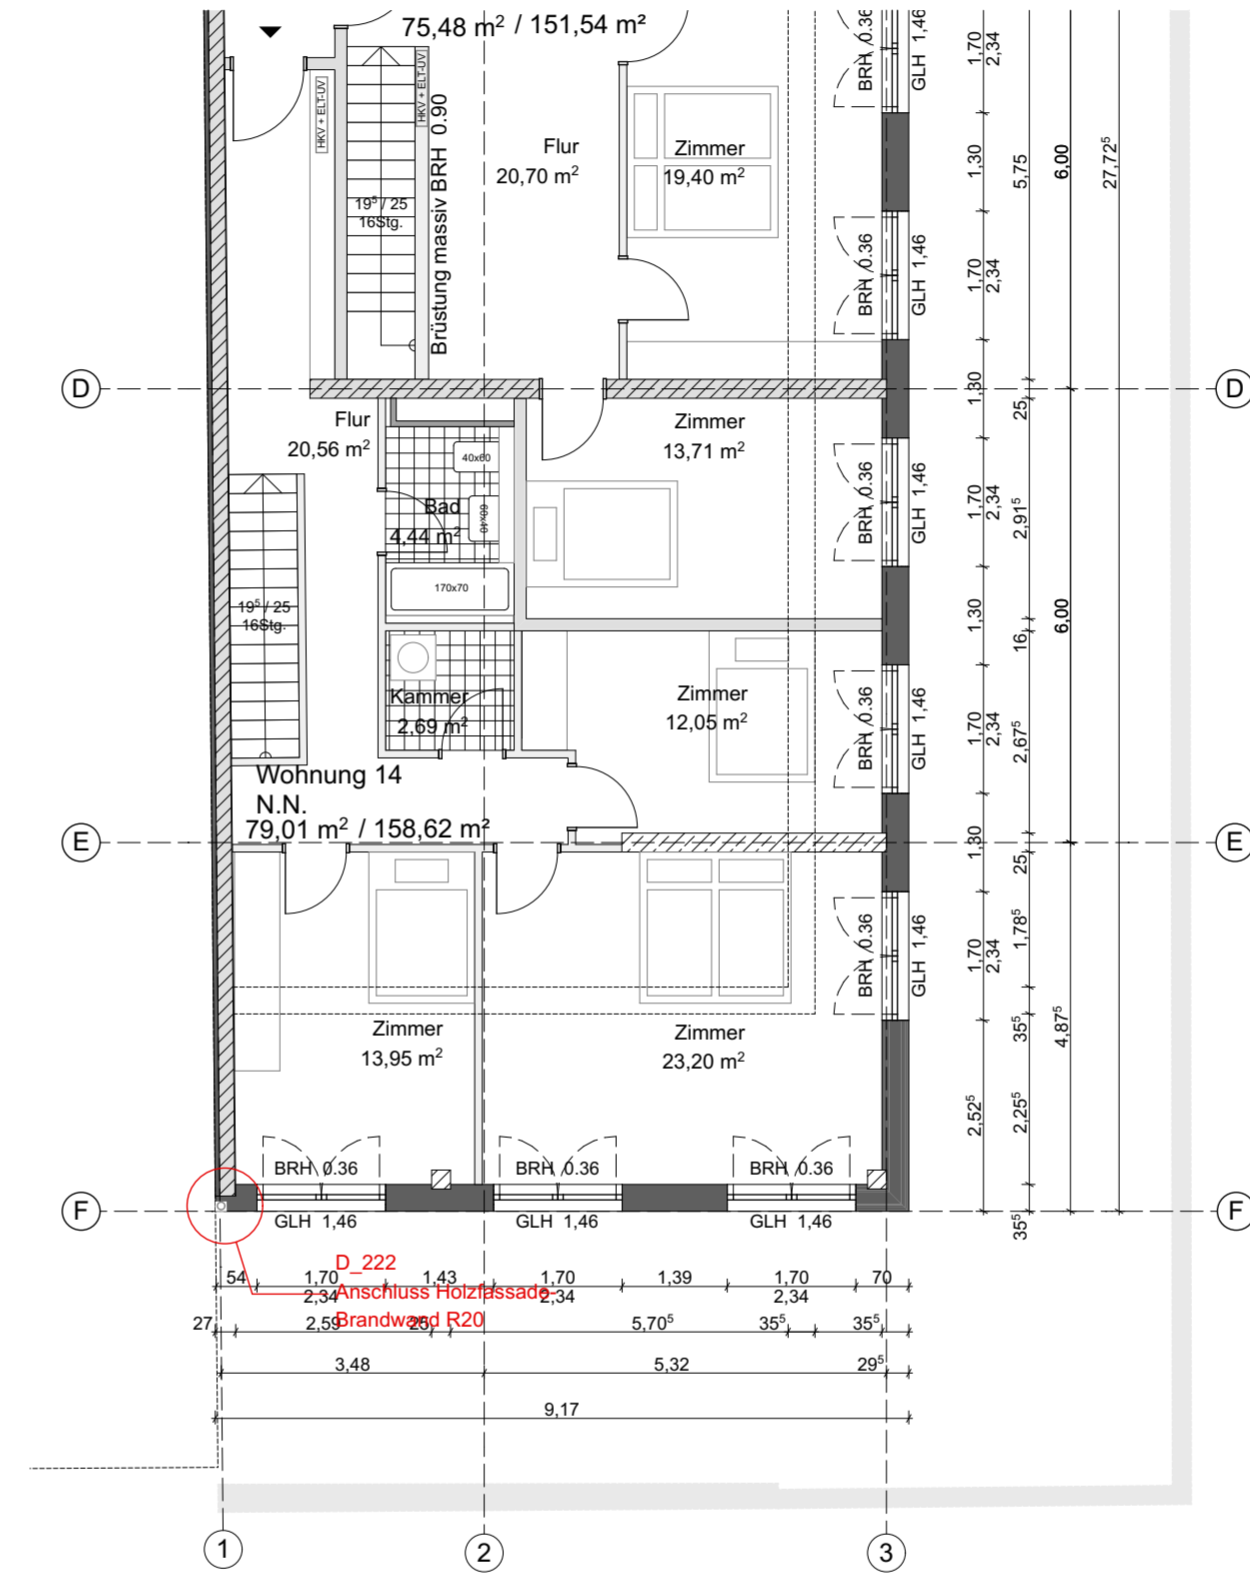 75,48 m² / 151,54 m²
HKV + ELT-UV
HKV + ELT-UV
Brüstung massiv BRH 0.90
19⁵ / 25
16Stg.
Flur
20,70 m²
Zimmer
19,40 m²
BRH 0.36
GLH 1,46
1.70
2,34
1,30
5,75
6,00
27,72⁵
BRH 0.36
GLH 1,46
1.70
2,34
D
D
1,30
25
Flur
20,56 m²
40x60
60x40
Bad
4,44 m²
170x70
Zimmer
13,71 m²
BRH 0.36
GLH 1,46
1.70
2,34
2,91⁵
19⁵ / 25
16Stg.
1,30
16
6,00
Kammer
2,69 m²
Zimmer
12,05 m²
BRH 0.36
GLH 1,46
1.70
2,34
2,67⁵
Wohnung 14
N.N.
79,01 m² / 158,62 m²
E
E
1,30
25
BRH 0.36
GLH 1,46
1.70
2,34
1,78⁵
Zimmer
13,95 m²
Zimmer
23,20 m²
35⁵
4,87⁵
2,52⁵
2,25⁵
BRH 0.36
BRH 0.36
BRH 0.36
F
F
GLH 1,46
GLH 1,46
GLH 1,46
35⁵
D_222
Anschluss Holzfassade-
Brandwand R20
54
1,70
2,34
1,43
1,70
2,34
1,39
1,70
2,34
70
27
2,59
25
5,70⁵
35⁵
35⁵
3,48
5,32
29⁵
9,17
1
2
3